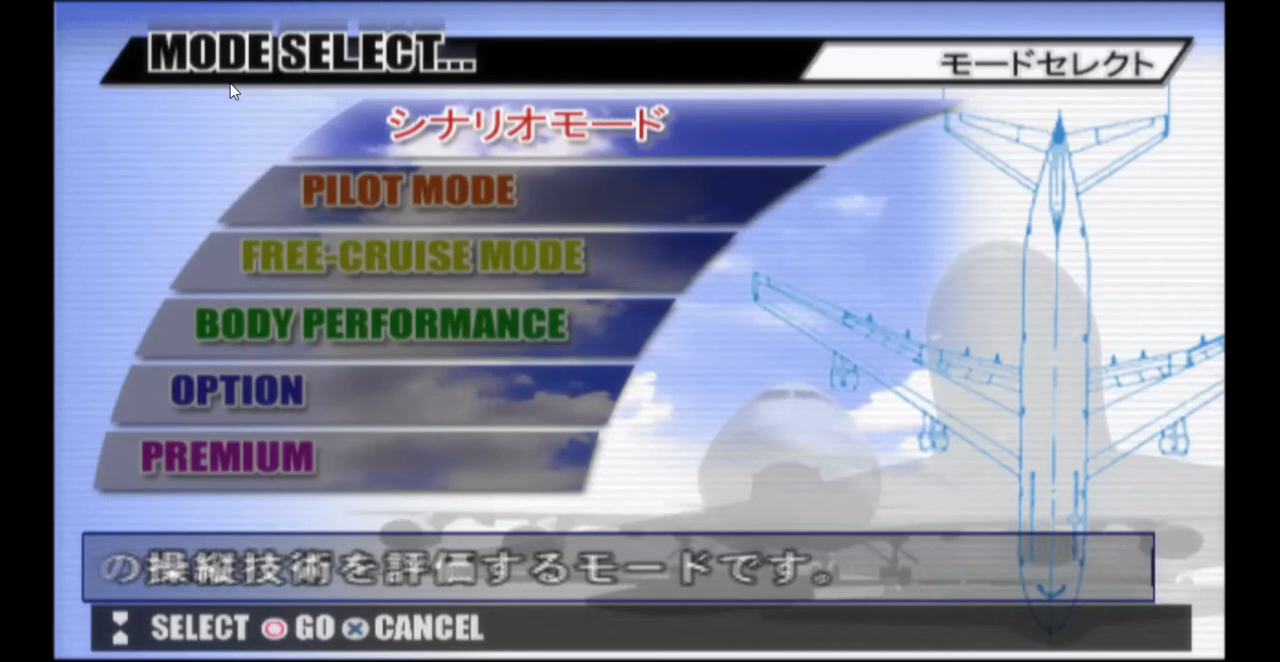 MODE SELECT...
モードセレクト
シナリオモード
PILOT MODE
FREE-CRUISE MODE
BODY PERFORMANCE
OPTION
PREMIUM
の操縦技術を評価するモードです。
SELECT GO CANCEL